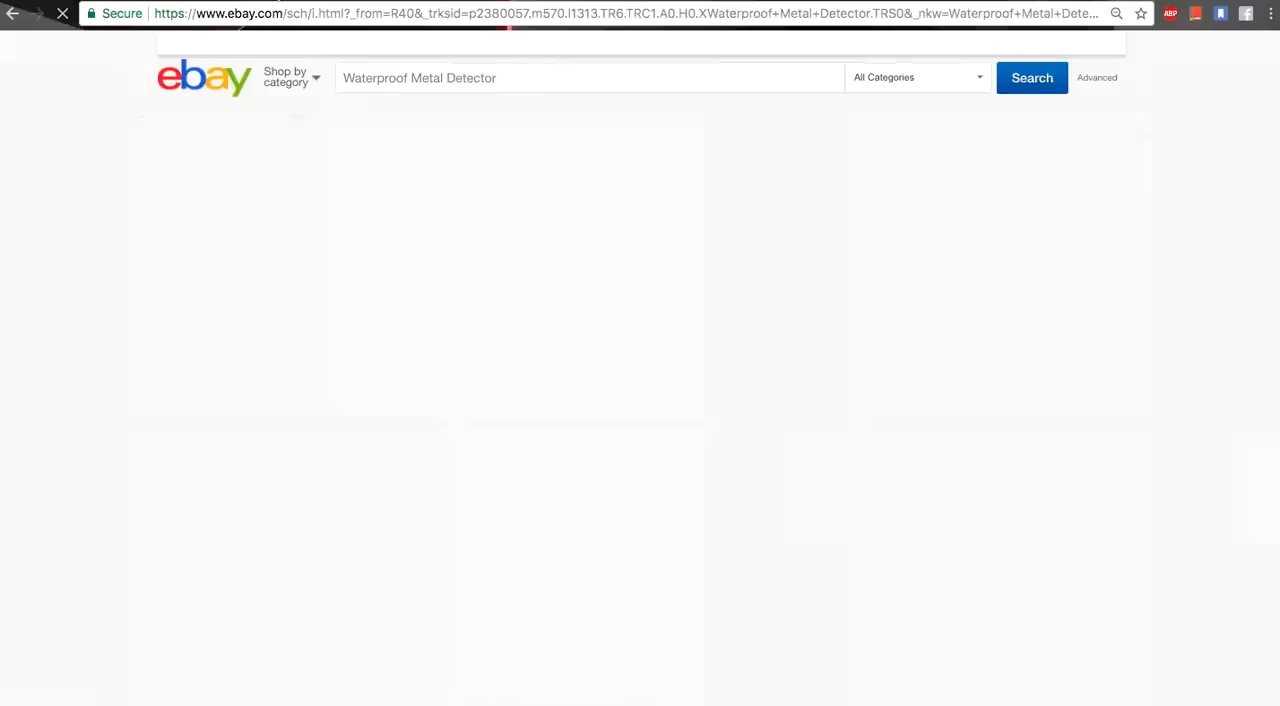 Secure
https://www.ebay.com/sch/i.html?_from=R40&_trksid=p2380057.m570.l1313.TR6.TRC1.A0.H0.XWaterproof+Metal+Detector.TRS0&_nkw=Waterproof+Metal+Dete...
ABP
ebay
Shop by
category
Waterproof Metal Detector
All Categories
Search
Advanced